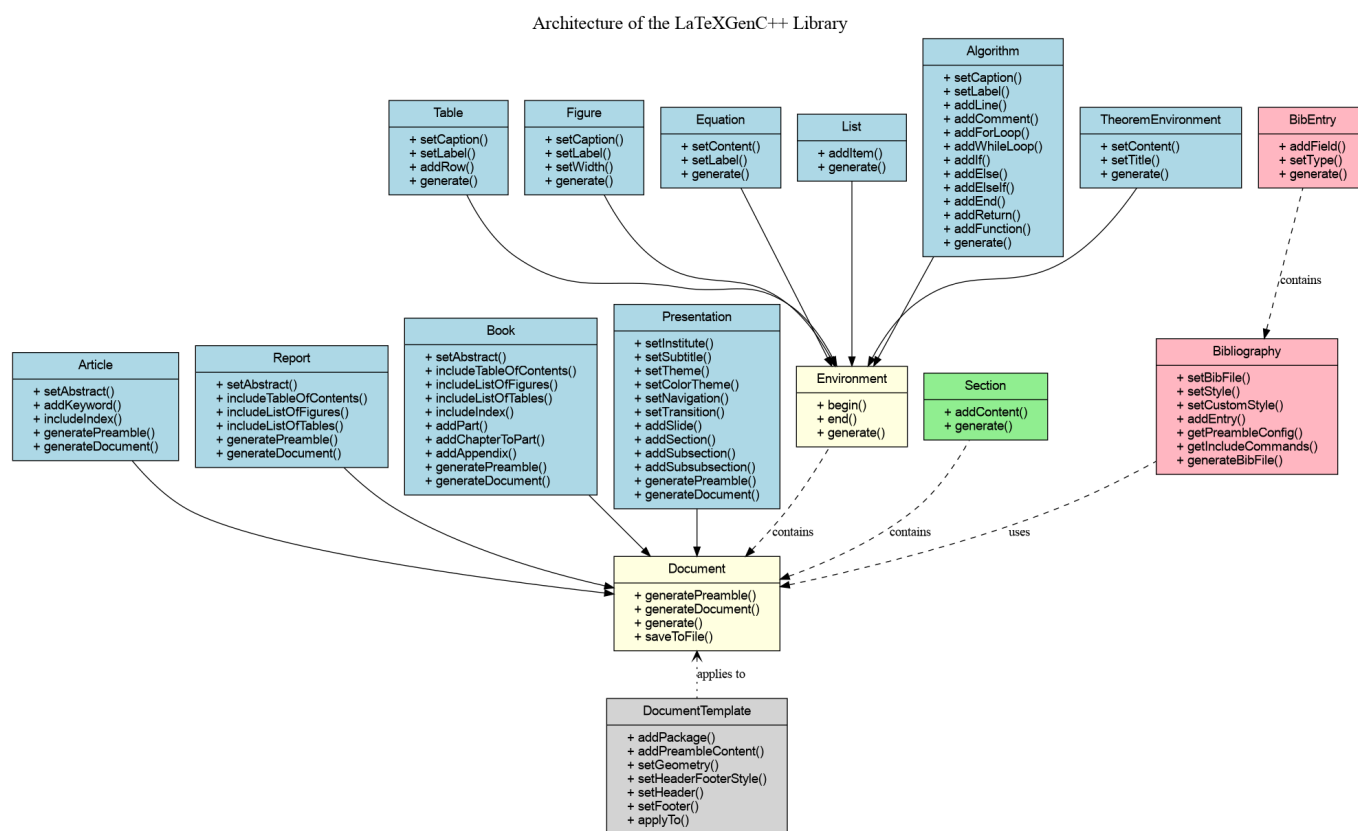 Architecture of the LaTeXGenC++ Library
Algorithm
+ setCaption()
+ setLabel()
+ addLine()
+ addComment()
+ addForLoop()
+ addWhileLoop()
+ addIf()
+ addElse()
+ addElseIf()
+ addEnd()
+ addReturn()
+ addFunction()
+ generate()
Table
+ setCaption()
+ setLabel()
+ addRow()
+ generate()
Figure
+ setCaption()
+ setLabel()
+ setWidth()
+ generate()
Equation
+ setContent()
+ setLabel()
+ generate()
List
+ addItem()
+ generate()
TheoremEnvironment
+ setContent()
+ setTitle()
+ generate()
BibEntry
+ addField()
+ setType()
+ generate()
contains
Article
+ setAbstract()
+ addKeyword()
+ includeIndex()
+ generatePreamble()
+ generateDocument()
Report
+ setAbstract()
+ includeTableOfContents()
+ includeListOfFigures()
+ includeListOfTables()
+ generatePreamble()
+ generateDocument()
Book
+ setAbstract()
+ includeTableOfContents()
+ includeListOfFigures()
+ includeListOfTables()
+ includeIndex()
+ addPart()
+ addChapterToPart()
+ addAppendix()
+ generatePreamble()
+ generateDocument()
Presentation
+ setInstitute()
+ setSubtitle()
+ setTheme()
+ setColorTheme()
+ setNavigation()
+ setTransition()
+ addSlide()
+ addSection()
+ addSubsection()
+ addSubsubsection()
+ generatePreamble()
+ generateDocument()
Environment
+ begin()
+ end()
+ generate()
Section
+ addContent()
+ generate()
Bibliography
+ setBibFile()
+ setStyle()
+ setCustomStyle()
+ addEntry()
+ getPreambleConfig()
+ getIncludeCommands()
+ generateBibFile()
contains
contains
uses
Document
+ generatePreamble()
+ generateDocument()
+ generate()
+ saveToFile()
applies to
DocumentTemplate
+ addPackage()
+ addPreambleContent()
+ setGeometry()
+ setHeaderFooterStyle()
+ setHeader()
+ setFooter()
+ applyTo()